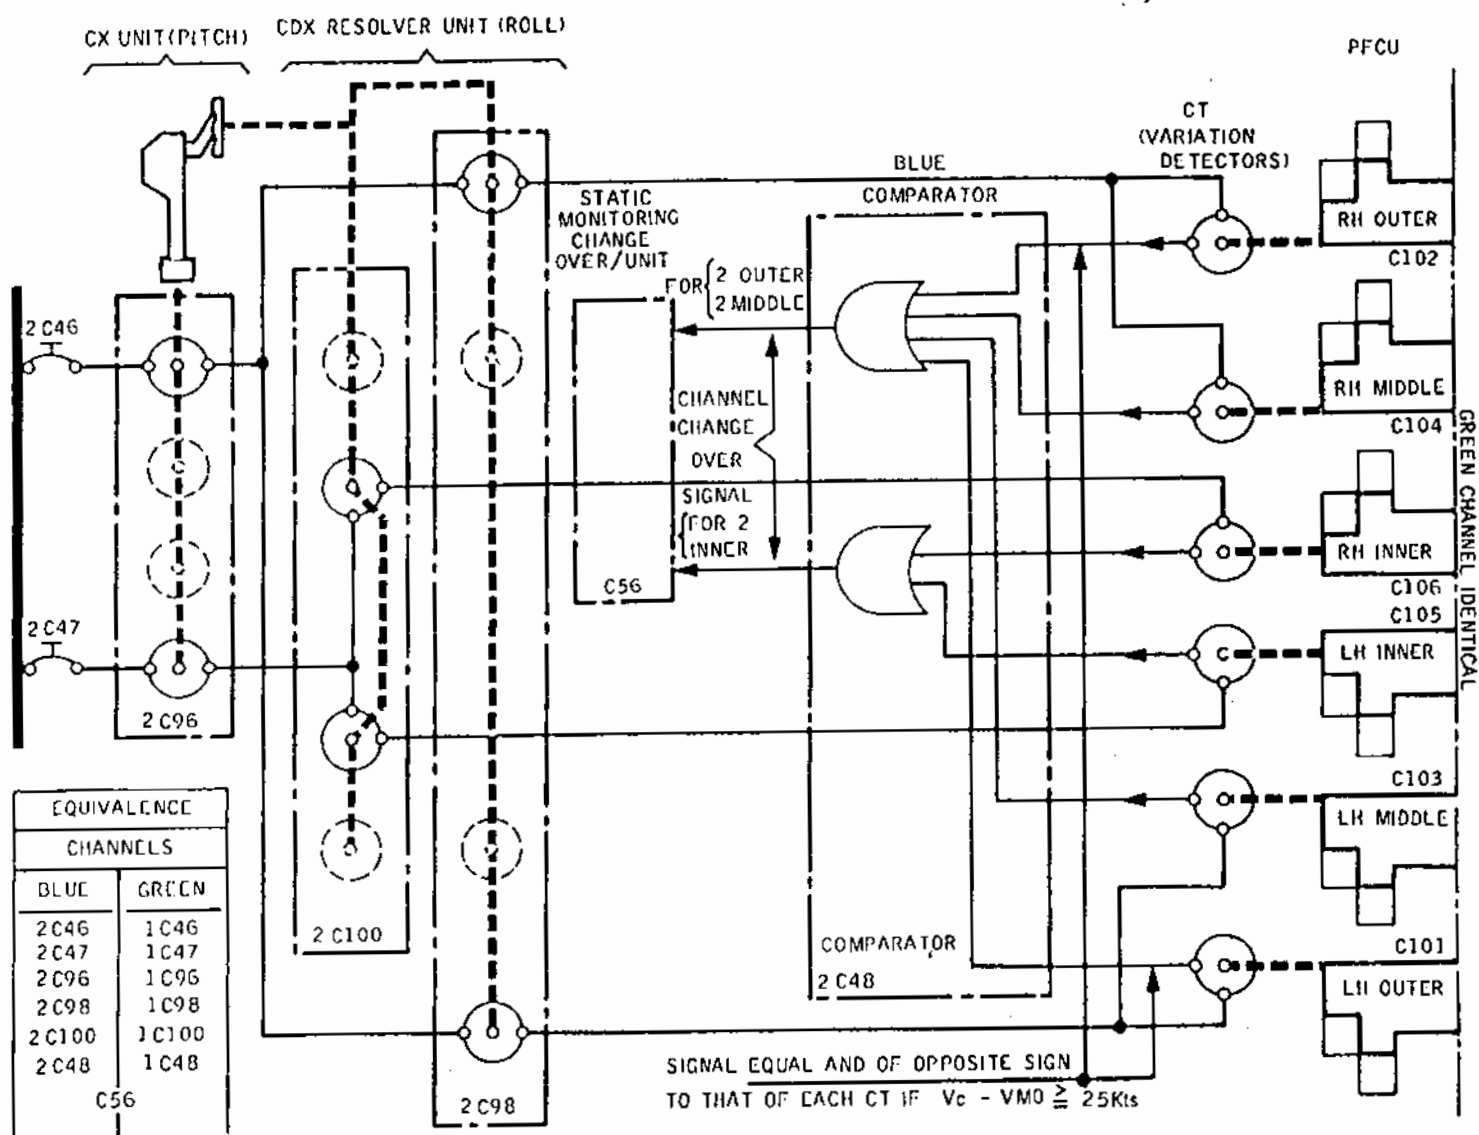 CX UNIT (PITCH)
CDX RESOLVER UNIT (ROLL)
PFCU
CT
(VARIATION
DETECTORS)
BLUE
COMPARATOR
STATIC
MONITORING
CHANGE
OVER/UNIT
FOR { 2 OUTER
2 MIDDLE
CHANNEL
CHANGE
OVER
SIGNAL
FOR 2
INNER
C56
2 C46
2 C47
2 C96
2 C100
2 C98
COMPARATOR
2 C48
RH OUTER
C102
RH MIDDLE
C104
RH INNER
C106
C105
LH INNER
C103
LH MIDDLE
C101
LH OUTER
GREEN CHANNEL IDENTICAL
SIGNAL EQUAL AND OF OPPOSITE SIGN
TO THAT OF EACH CT IF Vc - VMO ≧ 25Kts
EQUIVALENCE
CHANNELS
BLUE GREEN
2 C46 1 C46
2 C47 1 C47
2 C96 1 C96
2 C98 1 C98
2 C100 1 C100
2 C48 1 C48
C56